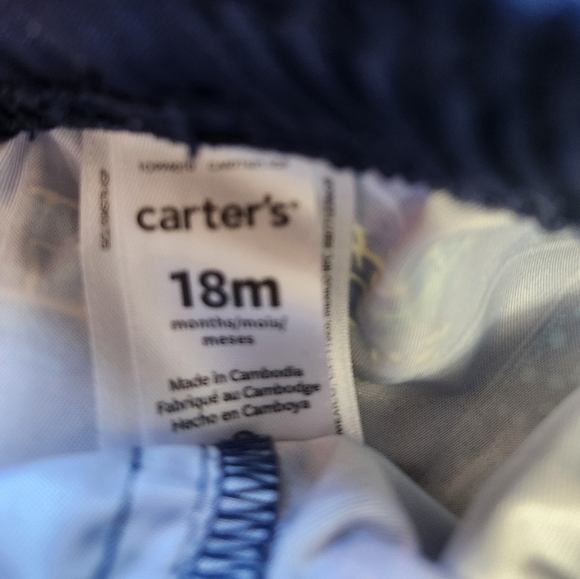 carter's
18m
months/mois/
meses
Made in Cambodia
Fabriqué au Cambodge
Hecho en Camboya